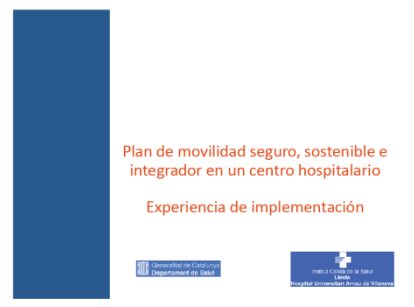 Plan de movilidad seguro, sostenible e
integrador en un centro hospitalario
Experiencia de implementación
Generalitat de Catalunya
Departament de Salut
Institut Català de la Salut
Lleida
Hospital Universitari Arnau de Vilanova